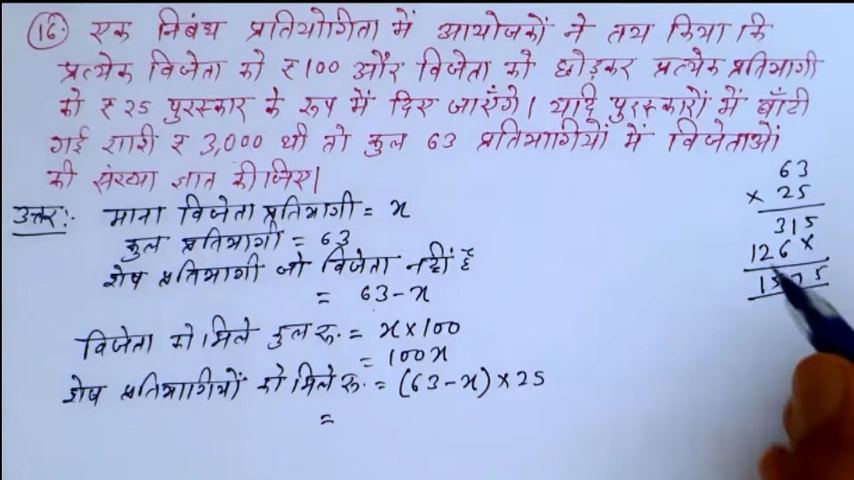 16. एक निबंध प्रतियोगिता में आयोजकों ने तय किया कि
प्रत्येक विजेता को ₹100 और विजेता को छोड़कर प्रत्येक प्रतिभागी
को ₹25 पुरस्कार के रूप में दिए जाएँगे। यदि पुरस्कारों में बाँटी
गई राशी ₹ 3,000 थी तो कुल 63 प्रतिभागीयों में विजेताओं
की संख्या ज्ञात कीजिए।
उत्तर:- माना विजेता प्रतिभागी = x
कुल प्रतिभागी = 63
शेष प्रतिभागी जो विजेता नहीं है
= 63-x
विजेता को मिले कुल रू. = x×100
= 100x
शेष प्रतिभागियों को मिले रू. = (63-x)×25
=
63
× 25
315
126×
1575